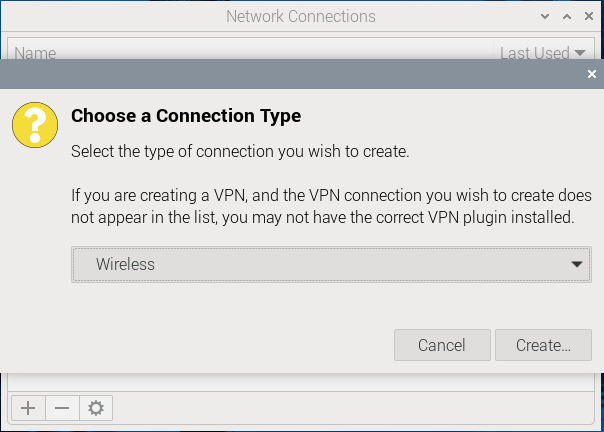 Network Connections
Name
Last Used
Choose a Connection Type
Select the type of connection you wish to create.
If you are creating a VPN, and the VPN connection you wish to create does
not appear in the list, you may not have the correct VPN plugin installed.
Wireless
Cancel
Create...